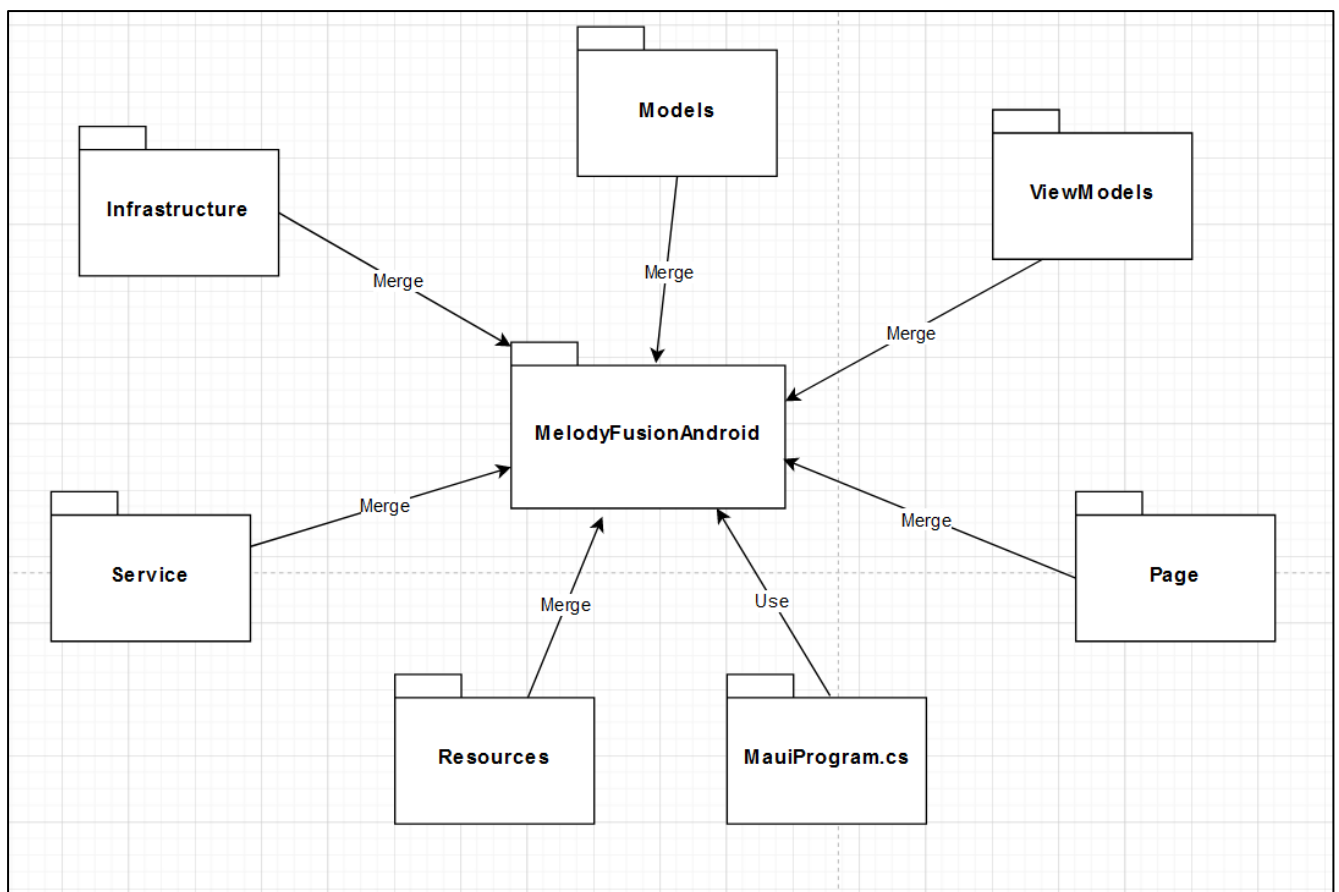 Models
Infrastructure
ViewModels
Merge
Merge
Merge
MelodyFusionAndroid
Merge
Merge
Service
Page
Merge
Use
Resources
MauiProgram.cs